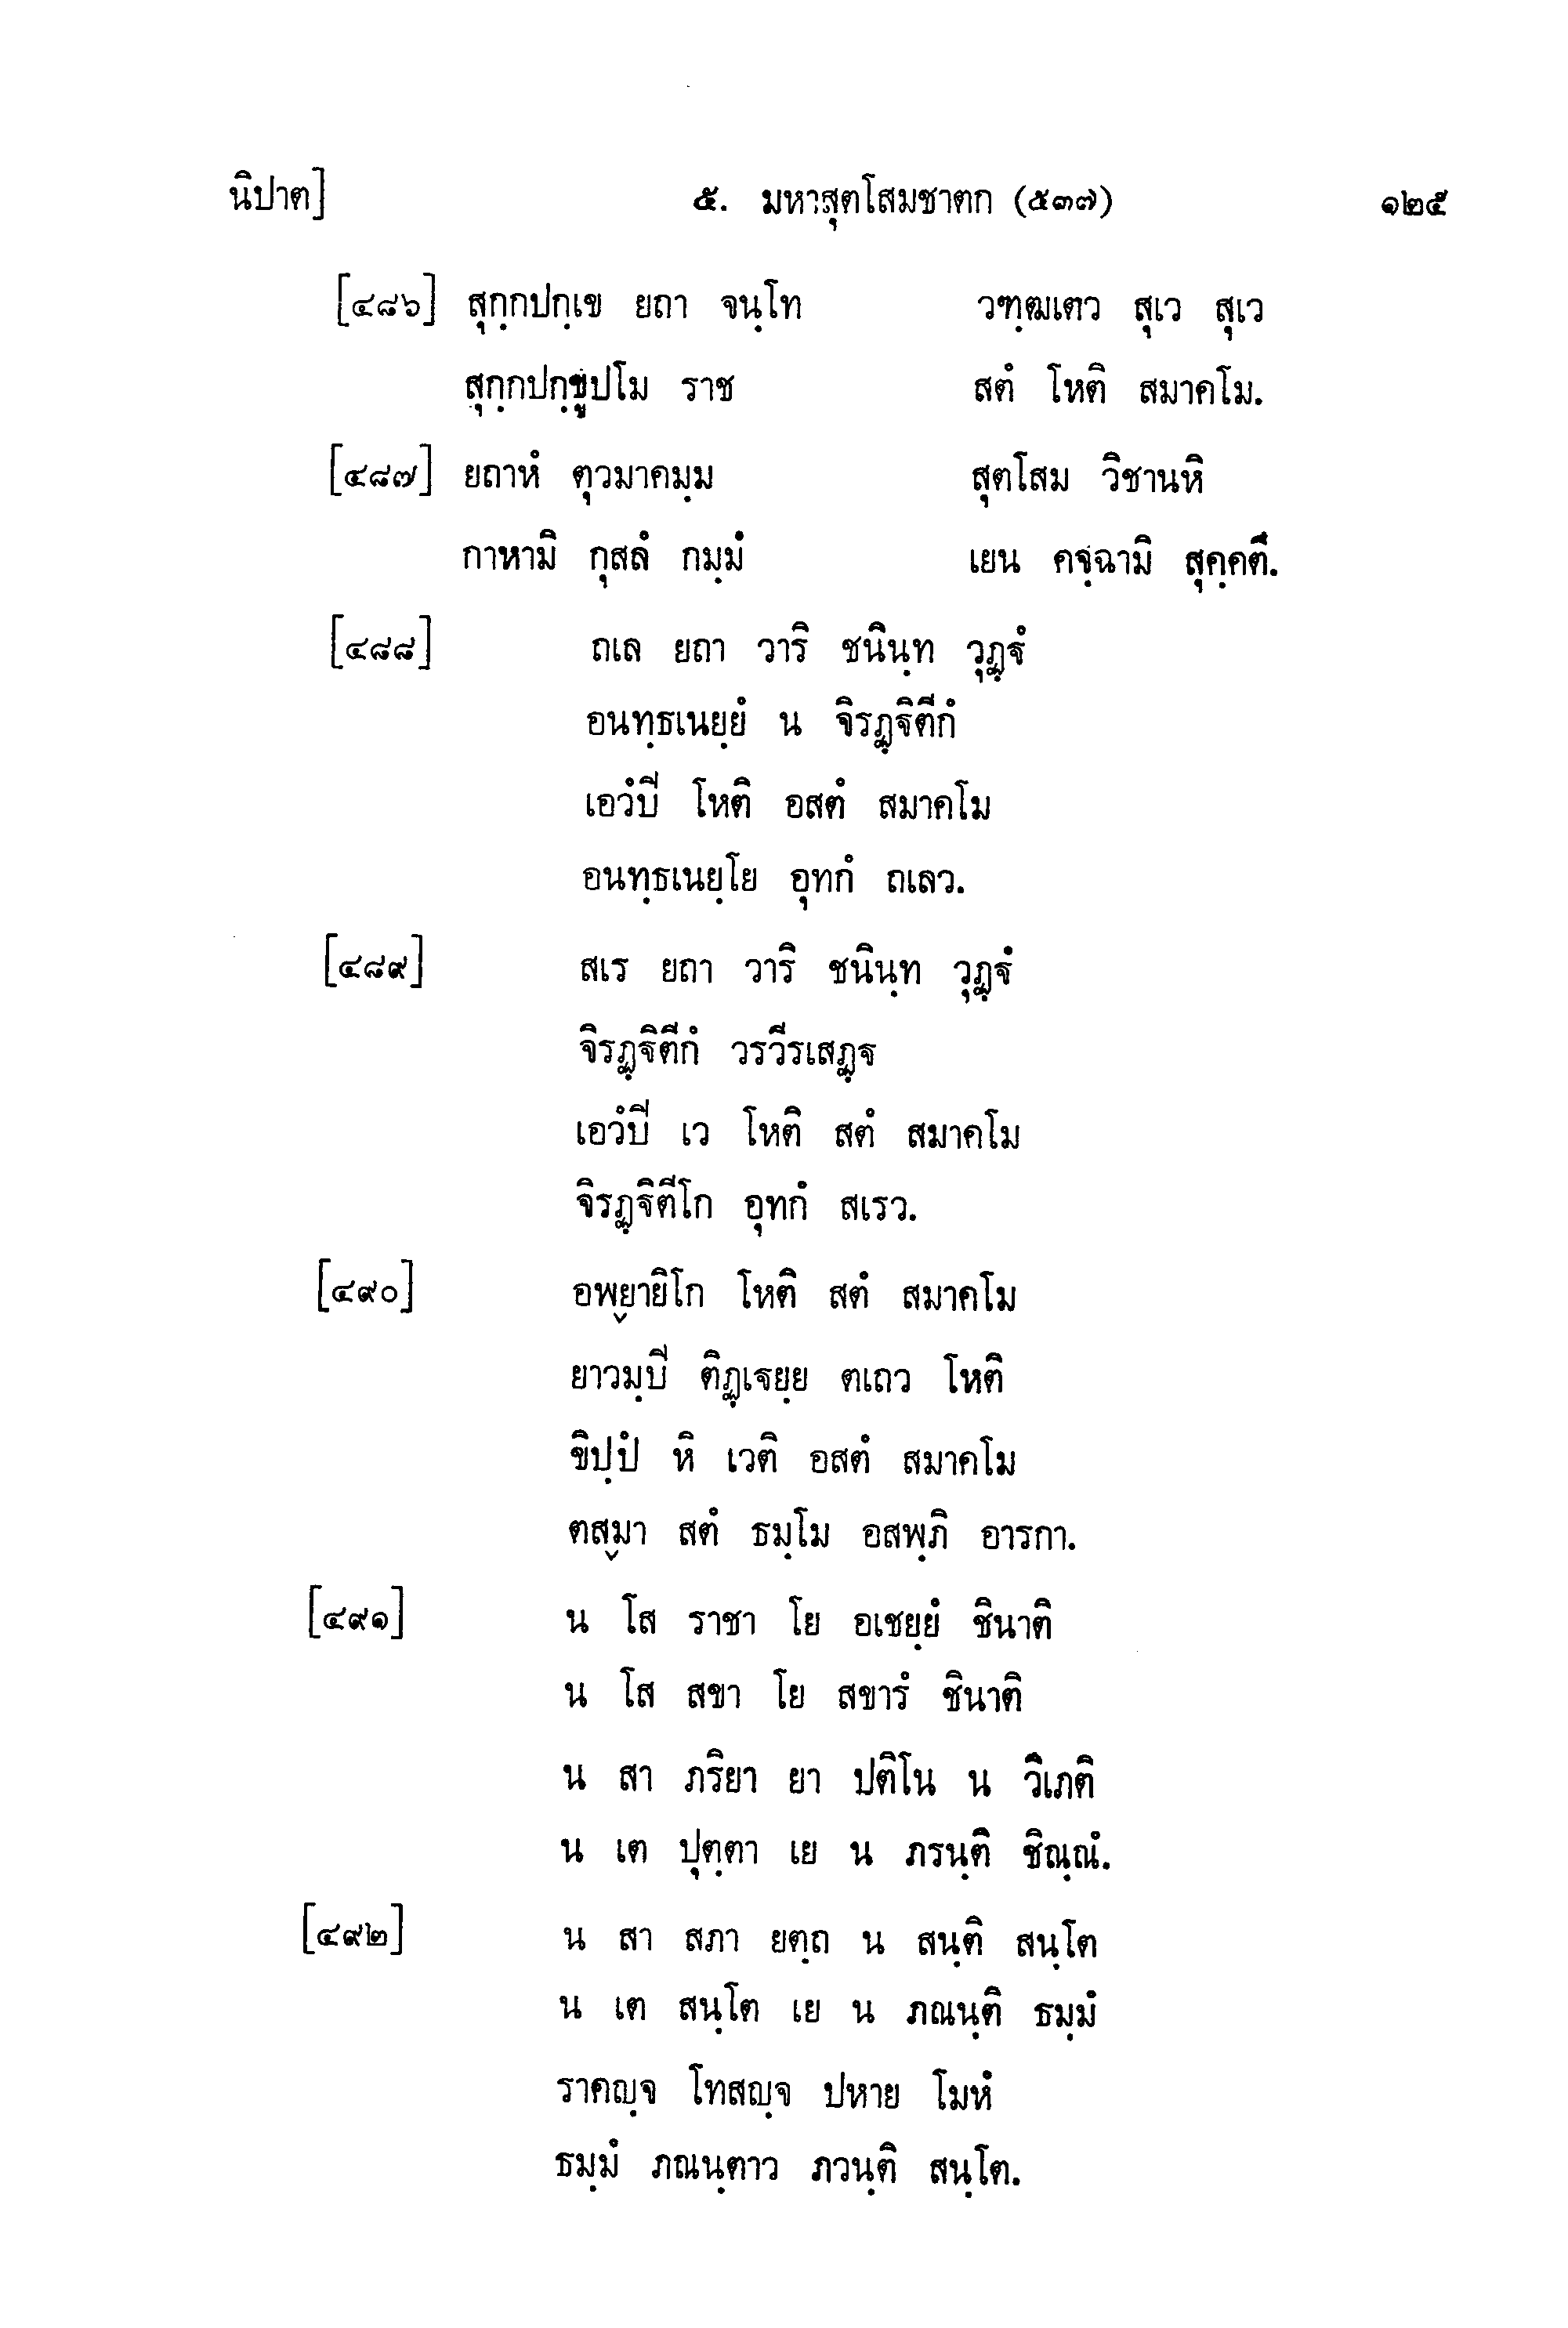 นิปาต] ๕. มหาสุตโสมชาตก (๕๓๗) ๑๒๕
[๔๘๖] สุกฺกปกฺเข ยถา จนฺโท วฑฺฒเตว สุเว สุเว
สุกฺกปกฺขูปโม ราช สตํ โหติ สมาคโม.
[๔๘๗] ยถาหํ ตุวมาคมฺม สุตโสม วิชานหิ
กาหามิ กุสลํ กมฺมํ เยน คจฺฉามิ สุคฺคตึ.
[๔๘๘] ถเล ยถา วาริ ชนินฺท วุฏฺฐํ
อนทฺธเนยฺยํ น จิรฏฺฐิตีกํ
เอวํปิ โหติ อสตํ สมาคโม
อนทฺธเนยฺโย อุทกํ ถเลว.
[๔๘๙] สเร ยถา วาริ ชนินฺท วุฏฺฐํ
จิรฏฺฐิตีกํ วรวีรเสฏฺฐ
เอวํปิ เว โหติ สตํ สมาคโม
จิรฏฺฐิตีโก อุทกํ สเรว.
[๔๙๐] อพฺยายิโก โหติ สตํ สมาคโม
ยาวมฺปิ ติฏฺเฐยฺย ตเถว โหติ
ขิปฺปํ หิ เวติ อสตํ สมาคโม
ตสฺมา สตํ ธมฺโม อสพฺภิ อารกา.
[๔๙๑] น โส ราชา โย อเชยฺยํ ชินาติ
น โส สขา โย สขารํ ชินาติ
น สา ภริยา ยา ปติโน น วิเภติ
น เต ปุตฺตา เย น ภรนฺติ ชิณฺณํ.
[๔๙๒] น สา สภา ยตฺถ น สนฺติ สนฺโต
น เต สนฺโต เย น ภณนฺติ ธมฺมํ
ราคญฺจ โทสญฺจ ปหาย โมหํ
ธมฺมํ ภณนฺตาว ภวนฺติ สนฺโต.